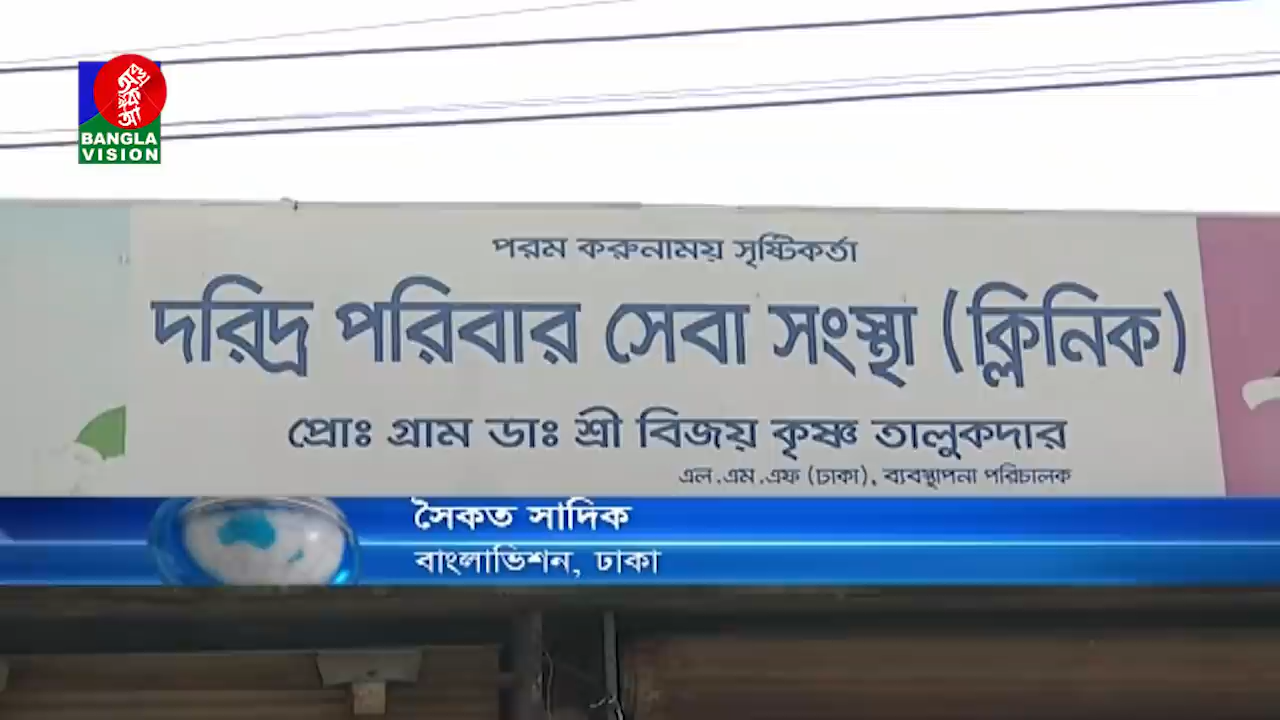 BANGLA
VISION
পরম করুনাময় সৃষ্টিকর্তা
দরিদ্র পরিবার সেবা সংস্থা (ক্লিনিক)
প্রোঃ গ্রাম ডাঃ শ্রী বিজয় কৃষ্ণ তালুকদার
এল.এম.এফ (ঢাকা), ব্যবস্থাপনা পরিচালক
সৈকত সাদিক
বাংলাভিশন, ঢাকা